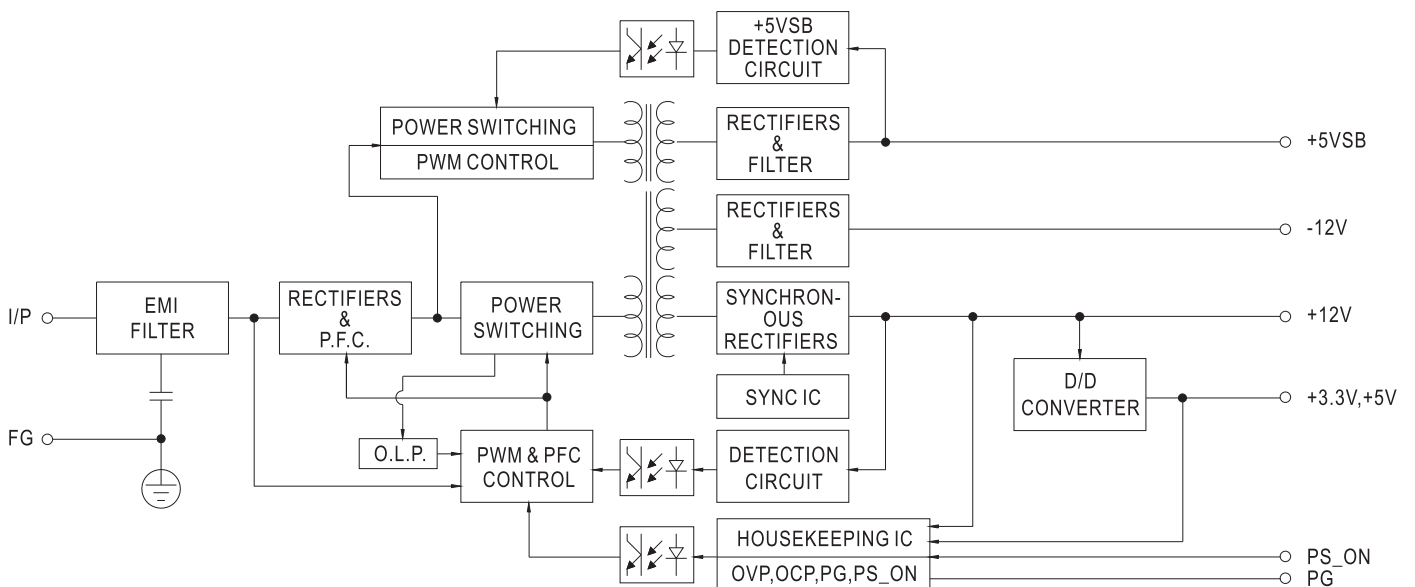 +5VSB
DETECTION
CIRCUIT
POWER SWITCHING
PWM CONTROL
RECTIFIERS
&
FILTER
+5VSB
RECTIFIERS
&
FILTER
-12V
I/P
EMI
FILTER
RECTIFIERS
&
P.F.C.
POWER
SWITCHING
SYNCHRON-
OUS
RECTIFIERS
+12V
SYNC IC
D/D
CONVERTER
+3.3V,+5V
FG
O.L.P.
PWM & PFC
CONTROL
DETECTION
CIRCUIT
HOUSEKEEPING IC
OVP,OCP,PG,PS_ON
PS_ON
PG